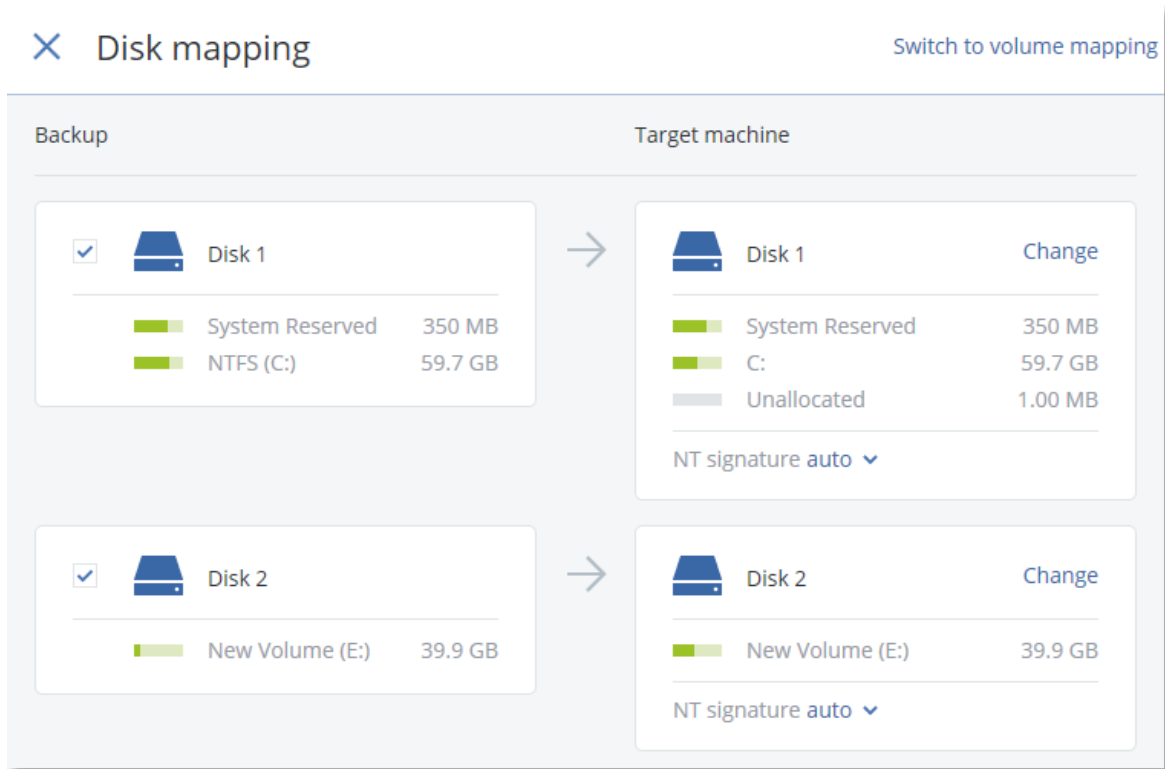 Disk mapping
Switch to volume mapping
Backup
Target machine
Disk 1
System Reserved 350 MB
NTFS (C:) 59.7 GB
Disk 1 Change
System Reserved 350 MB
C: 59.7 GB
Unallocated 1.00 MB
NT signature auto
Disk 2
New Volume (E:) 39.9 GB
Disk 2 Change
New Volume (E:) 39.9 GB
NT signature auto